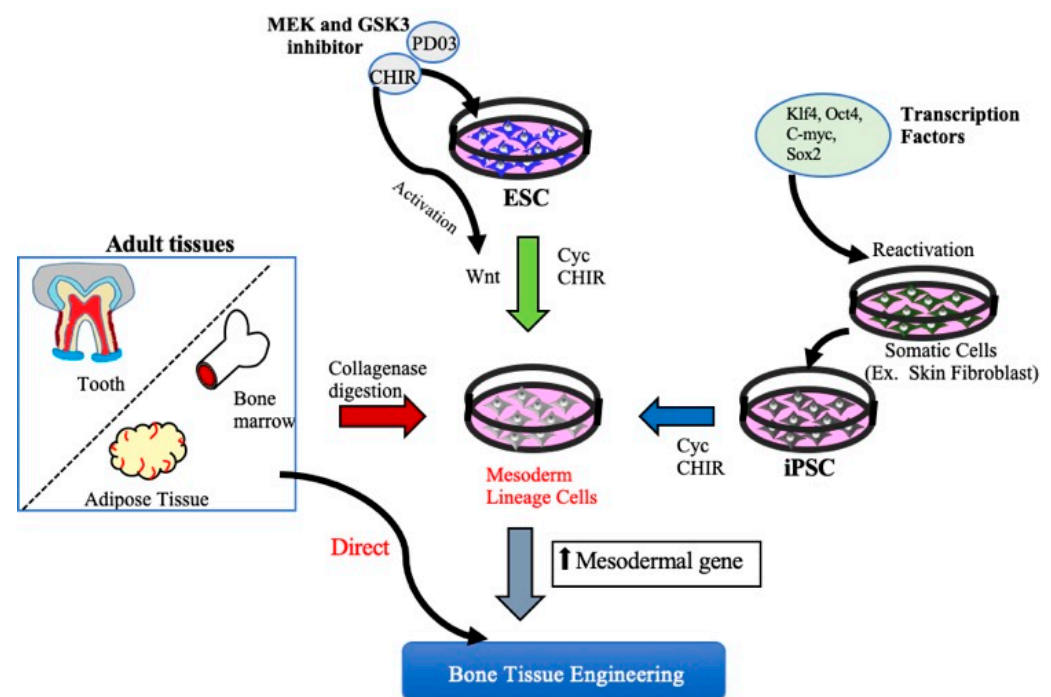 MEK and GSK3
inhibitor
PD03
CHIR
Activation
Wnt
ESC
Cyc
CHIR
Klf4, Oct4,
C-myc,
Sox2
Transcription
Factors
Reactivation
Somatic Cells
(Ex. Skin Fibroblast)
iPSC
Cyc
CHIR
Adult tissues
Tooth
Bone
marrow
Adipose Tissue
Collagenase
digestion
Mesoderm
Lineage Cells
Direct
⬆ Mesodermal gene
Bone Tissue Engineering